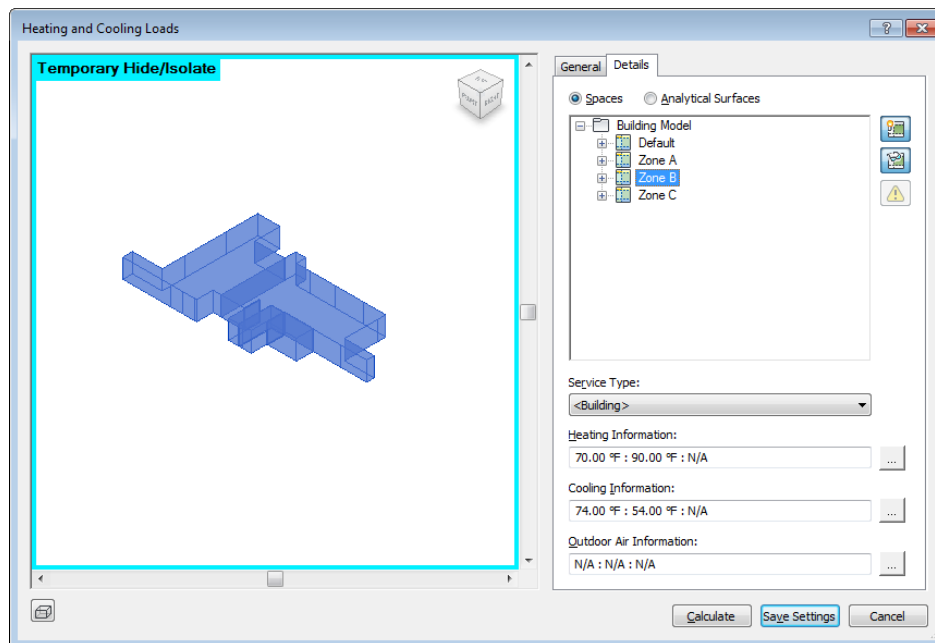 Heating and Cooling Loads
Temporary Hide/Isolate
General
Details
Spaces
Analytical Surfaces
Building Model
Default
Zone A
Zone B
Zone C
Service Type:
<Building>
Heating Information:
70.00 °F : 90.00 °F : N/A
...
Cooling Information:
74.00 °F : 54.00 °F : N/A
...
Outdoor Air Information:
N/A : N/A : N/A
...
Calculate
Save Settings
Cancel